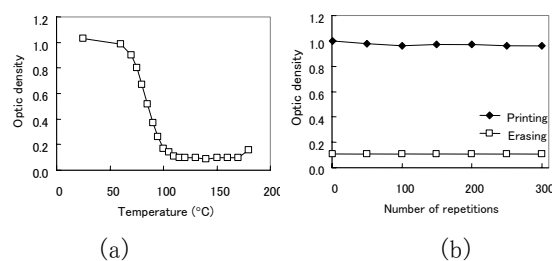 1.2
1.0
0.8
0.6
0.4
0.2
0.0
Optic density
0 50 100 150 200
Temperature (°C)
(a)
1.2
1.0
0.8
0.6
0.4
0.2
0.0
Optic density
Printing
Erasing
0 100 200 300
Number of repetitions
(b)